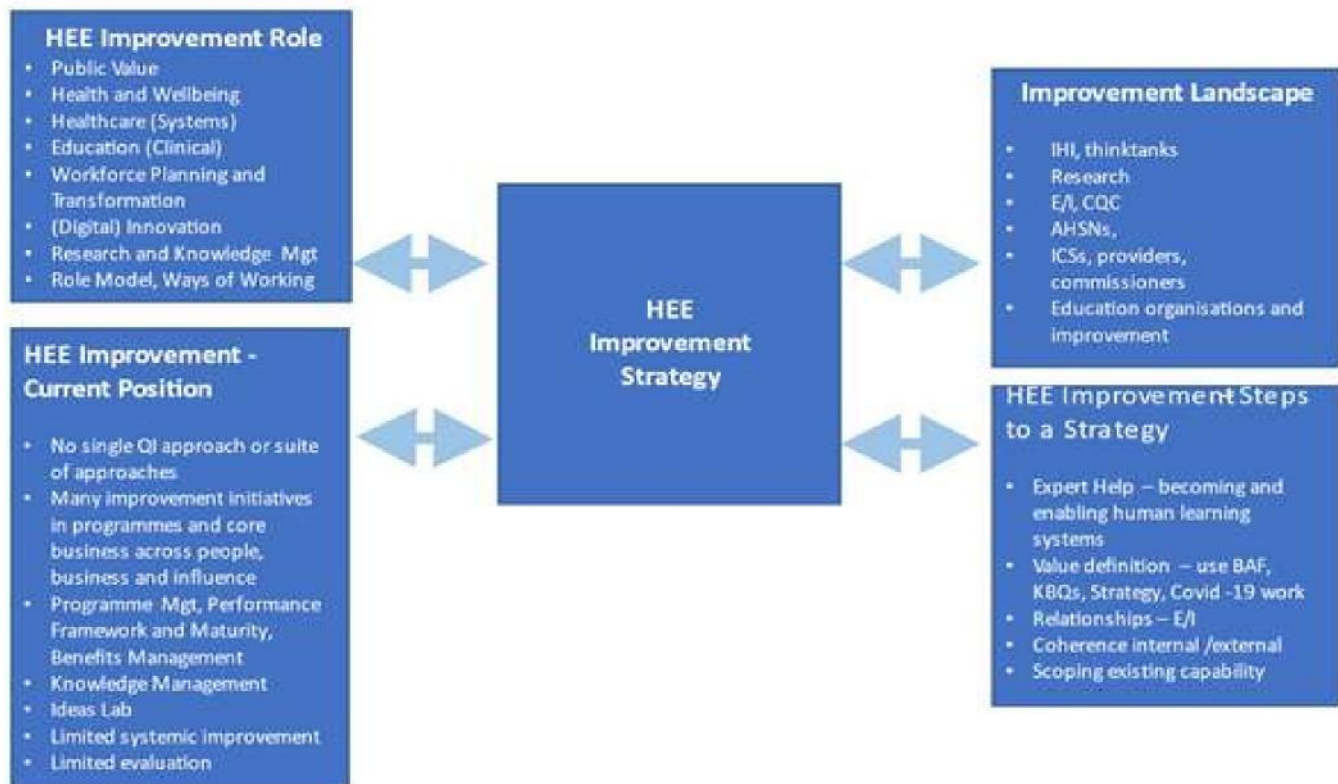 HEE Improvement Role
• Public Value
• Health and Wellbeing
• Healthcare (Systems)
• Education (Clinical)
• Workforce Planning and
Transformation
• (Digital) Innovation
• Research and Knowledge Mgt
• Role Model, Ways of Working
HEE Improvement -
Current Position
• No single QI approach or suite
of approaches
• Many improvement initiatives
in programmes and core
business across people,
business and influence
• Programme Mgt, Performance
Framework and Maturity,
Benefits Management
• Knowledge Management
• Ideas Lab
• Limited systemic improvement
• Limited evaluation
HEE
Improvement
Strategy
Improvement Landscape
• IHI, thinktanks
• Research
• E/I, CQC
• AHSNs,
• ICSs, providers,
commissioners
• Education organisations and
improvement
HEE Improvement Steps
to a Strategy
• Expert Help – becoming and
enabling human learning
systems
• Value definition – use BAF,
KBQs, Strategy, Covid -19 work
• Relationships – E/I
• Coherence internal /external
• Scoping existing capability